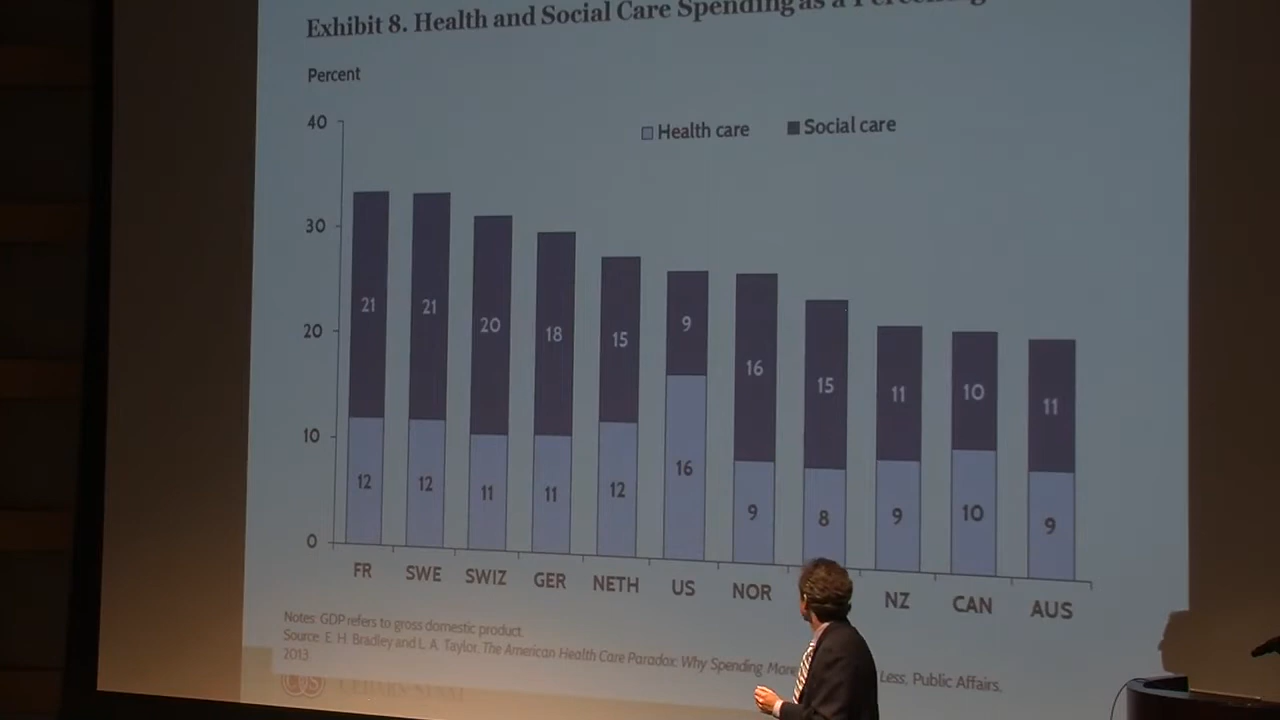 Exhibit 8. Health and Social Care Spending as a
Percent
Health care Social care
40
30
20
10
0
21 21 20 18 15 9 16 15 11 10 11
12 12 11 11 12 16 9 8 9 10 9
FR SWE SWIZ GER NETH US NOR NZ CAN AUS
Notes: GDP refers to gross domestic product.
Source: E. H. Bradley and L. A. Taylor, The American Health Care Paradox: Why Spending More Less, Public Affairs,
2013.